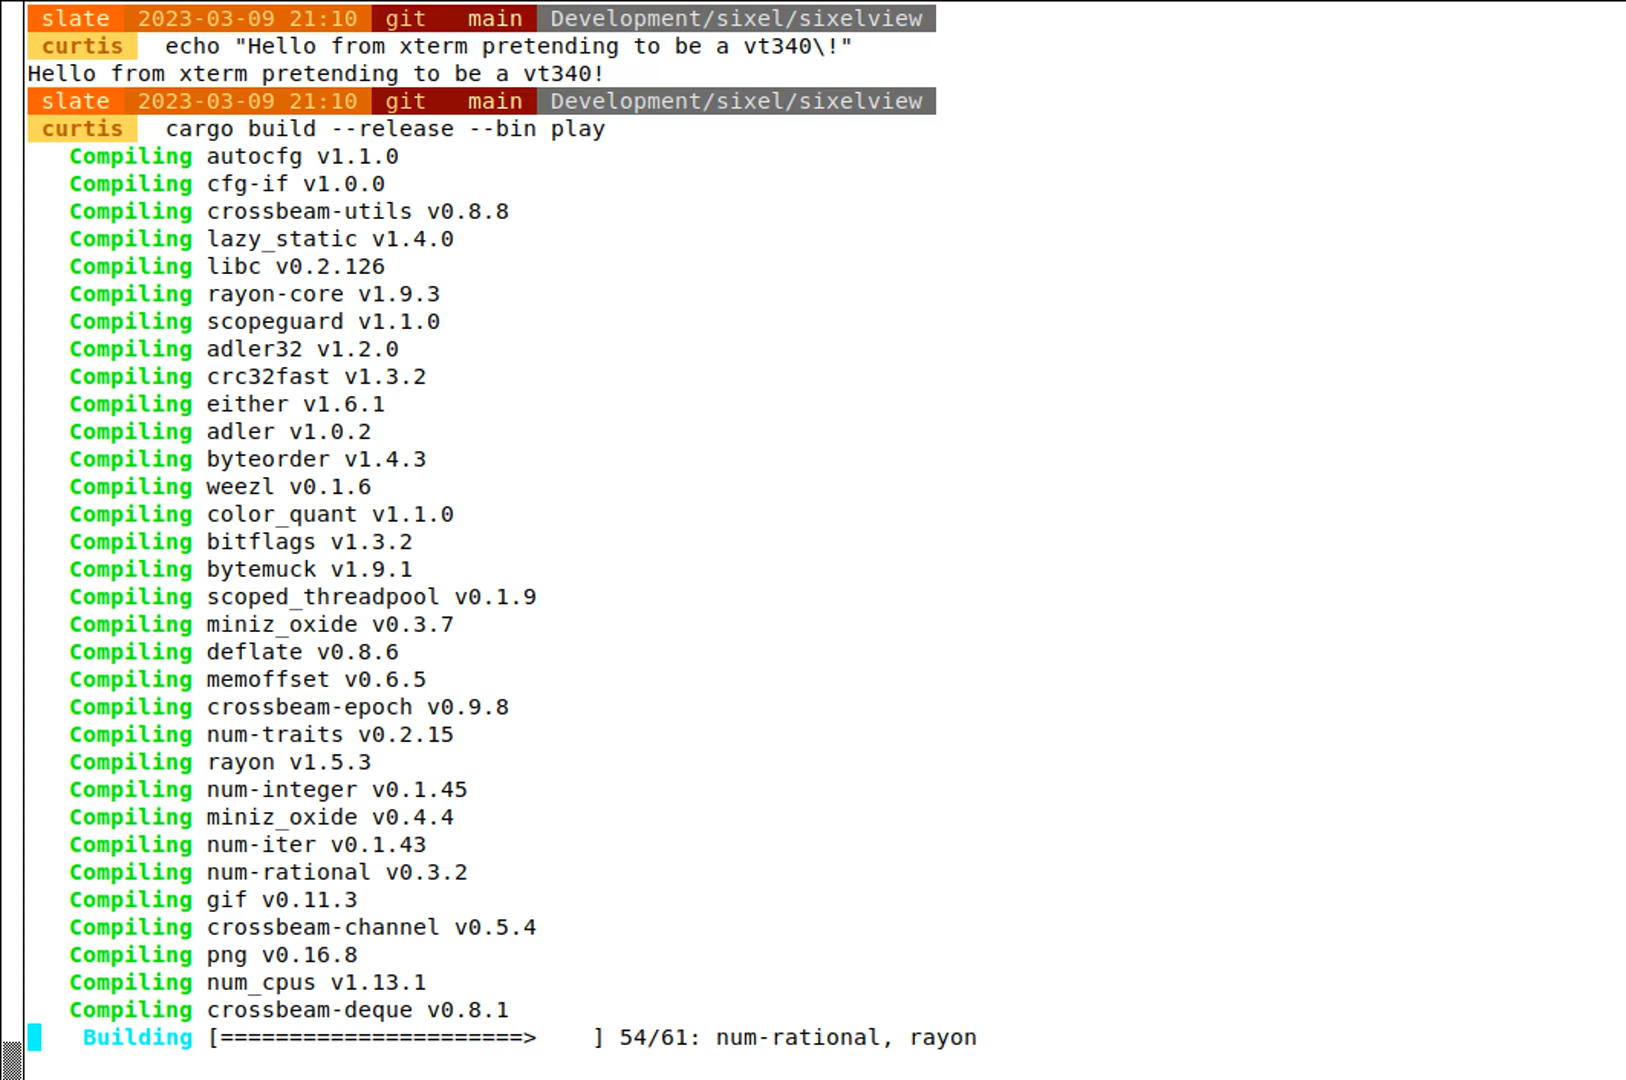 slate 2023-03-09 21:10 git main Development/sixel/sixelview
curtis echo "Hello from xterm pretending to be a vt340\!"
Hello from xterm pretending to be a vt340!
slate 2023-03-09 21:10 git main Development/sixel/sixelview
curtis cargo build --release --bin play
Compiling autocfg v1.1.0
Compiling cfg-if v1.0.0
Compiling crossbeam-utils v0.8.8
Compiling lazy_static v1.4.0
Compiling libc v0.2.126
Compiling rayon-core v1.9.3
Compiling scopeguard v1.1.0
Compiling adler32 v1.2.0
Compiling crc32fast v1.3.2
Compiling either v1.6.1
Compiling adler v1.0.2
Compiling byteorder v1.4.3
Compiling weezl v0.1.6
Compiling color_quant v1.1.0
Compiling bitflags v1.3.2
Compiling bytemuck v1.9.1
Compiling scoped_threadpool v0.1.9
Compiling miniz_oxide v0.3.7
Compiling deflate v0.8.6
Compiling memoffset v0.6.5
Compiling crossbeam-epoch v0.9.8
Compiling num-traits v0.2.15
Compiling rayon v1.5.3
Compiling num-integer v0.1.45
Compiling miniz_oxide v0.4.4
Compiling num-iter v0.1.43
Compiling num-rational v0.3.2
Compiling gif v0.11.3
Compiling crossbeam-channel v0.5.4
Compiling png v0.16.8
Compiling num_cpus v1.13.1
Compiling crossbeam-deque v0.8.1
Building [======================>    ] 54/61: num-rational, rayon